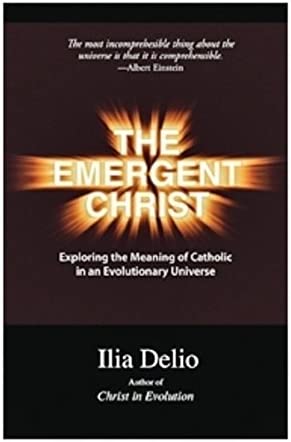 The most incomprehesible thing about the
universe is that it is comprehensible.
—Albert Einstein
THE
EMERGENT
CHRIST
Exploring the Meaning of Catholic
in an Evolutionary Universe
Ilia Delio
Author of
Christ in Evolution